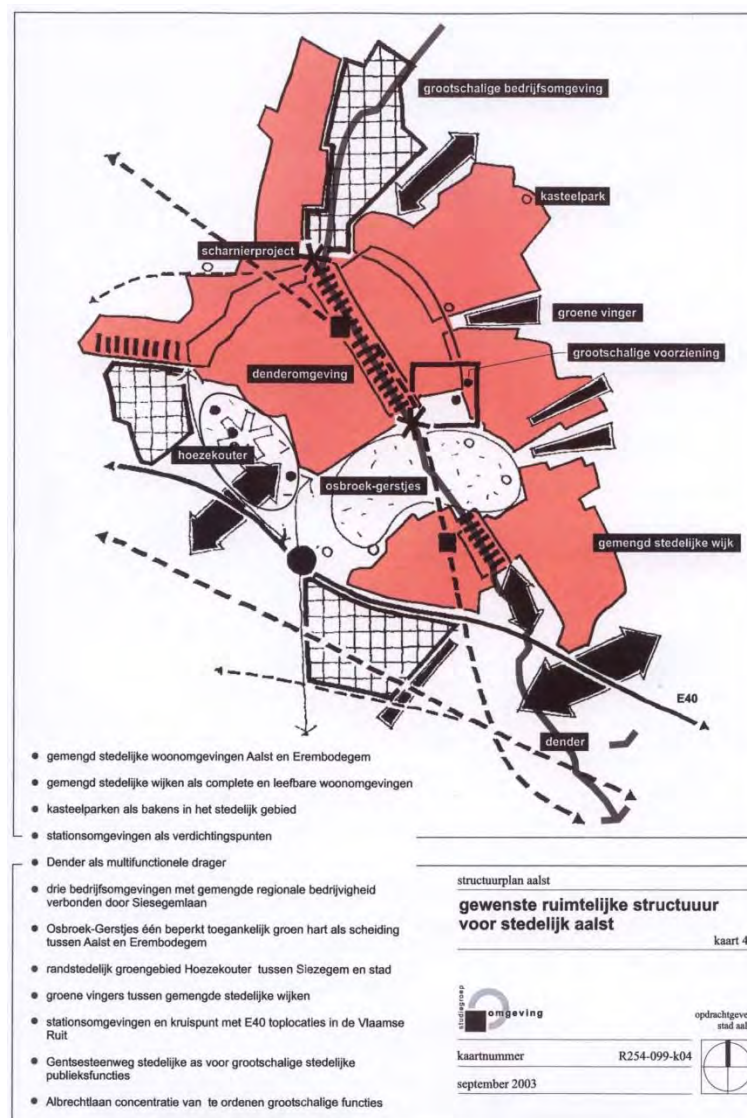 grootschalige bedrijfsomgeving
kasteelpark
scharnierproject
groene vinger
grootschalige voorziening
denderomgeving
hoezekouter
osbroek-gerstjes
gemengd stedelijke wijk
E40
dender
gemengd stedelijke woonomgevingen Aalst en Erembodegem
gemengd stedelijke wijken als complete en leefbare woonomgevingen
kasteelparken als bakens in het stedelijk gebied
stationsomgevingen als verdichtingspunten
Dender als multifunctionele drager
drie bedrijfsomgevingen met gemengde regionale bedrijvigheid
verbonden door Siesegemlaan
Osbroek-Gerstjes één beperkt toegankelijk groen hart als scheiding
tussen Aalst en Erembodegem
randstedelijk groengebied Hoezekouter tussen Siezegem en stad
groene vingers tussen gemengde stedelijke wijken
stationsomgevingen en kruispunt met E40 toplocaties in de Vlaamse
Ruit
Gentsesteenweg stedelijke as voor grootschalige stedelijke
publieksfuncties
Albrechtlaan concentratie van te ordenen grootschalige functies
structuurplan aalst
gewenste ruimtelijke structuuur
voor stedelijk aalst
kaart 4
studiegroep
omgeving
opdrachtgeve
stad aal
kaartnummer R254-099-k04
september 2003